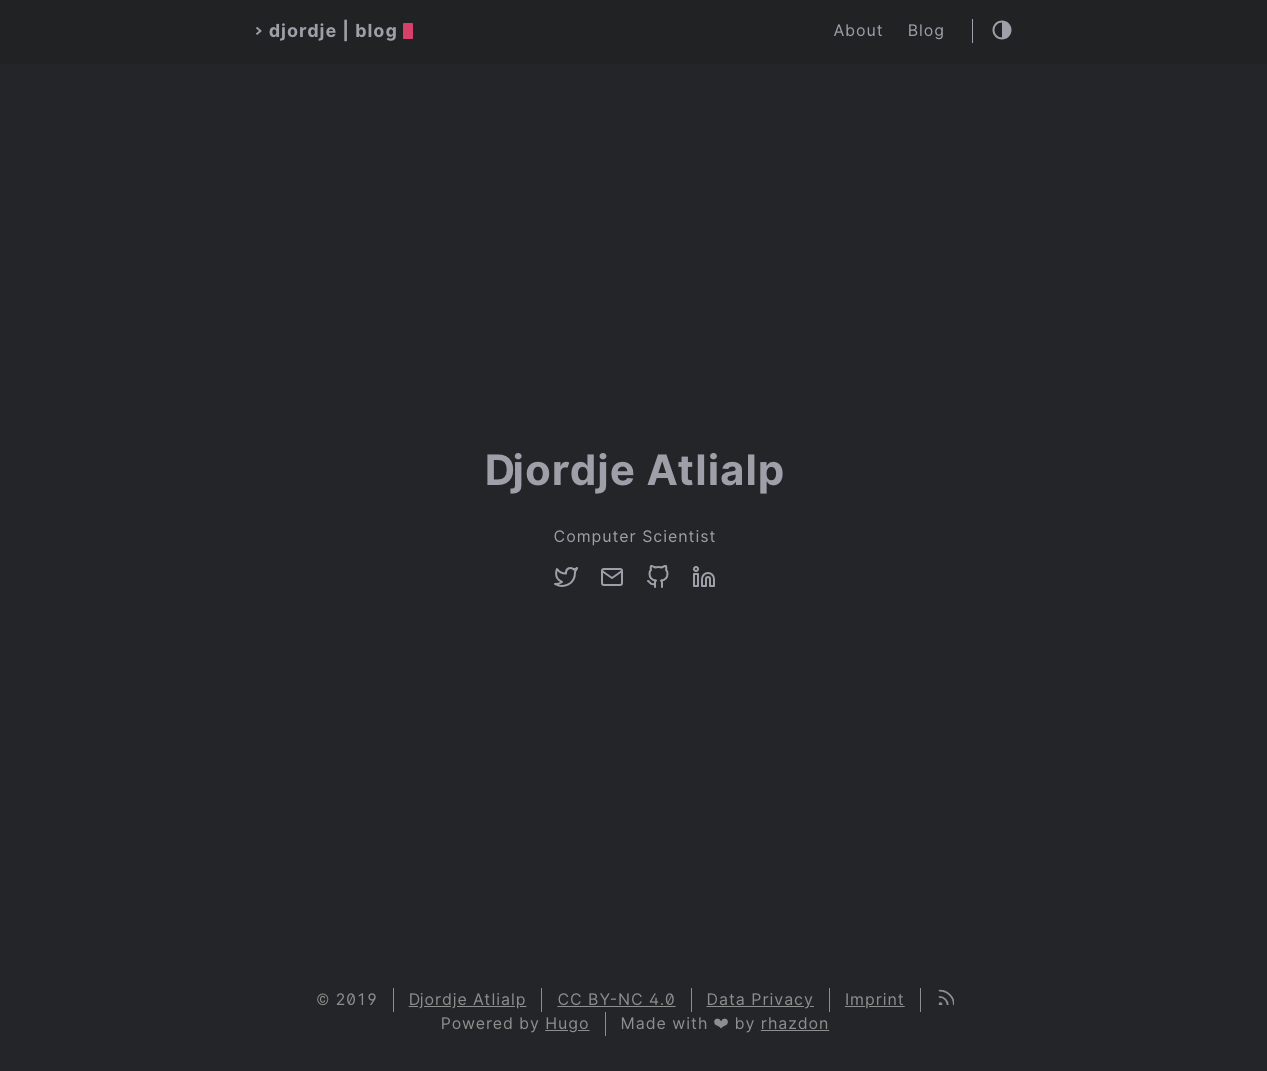 > djordje | blog
About Blog
Djordje Atlialp
Computer Scientist
© 2019 Djordje Atlialp CC BY-NC 4.0 Data Privacy Imprint
Powered by Hugo Made with ❤ by rhazdon